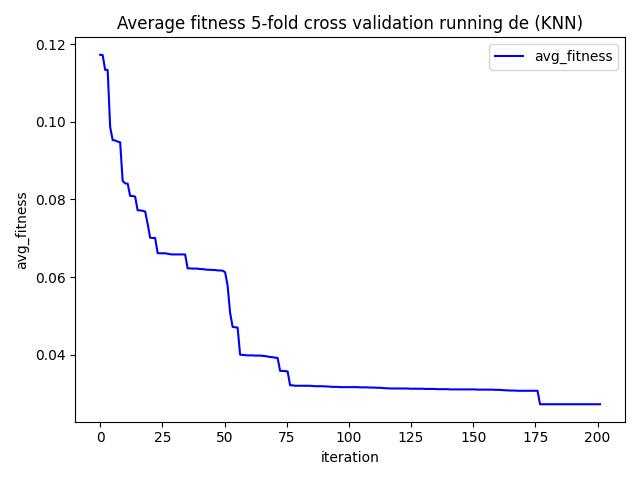 Average fitness 5-fold cross validation running de (KNN)
avg_fitness
0.12
0.10
0.08
0.06
0.04
avg_fitness
0 25 50 75 100 125 150 175 200
iteration